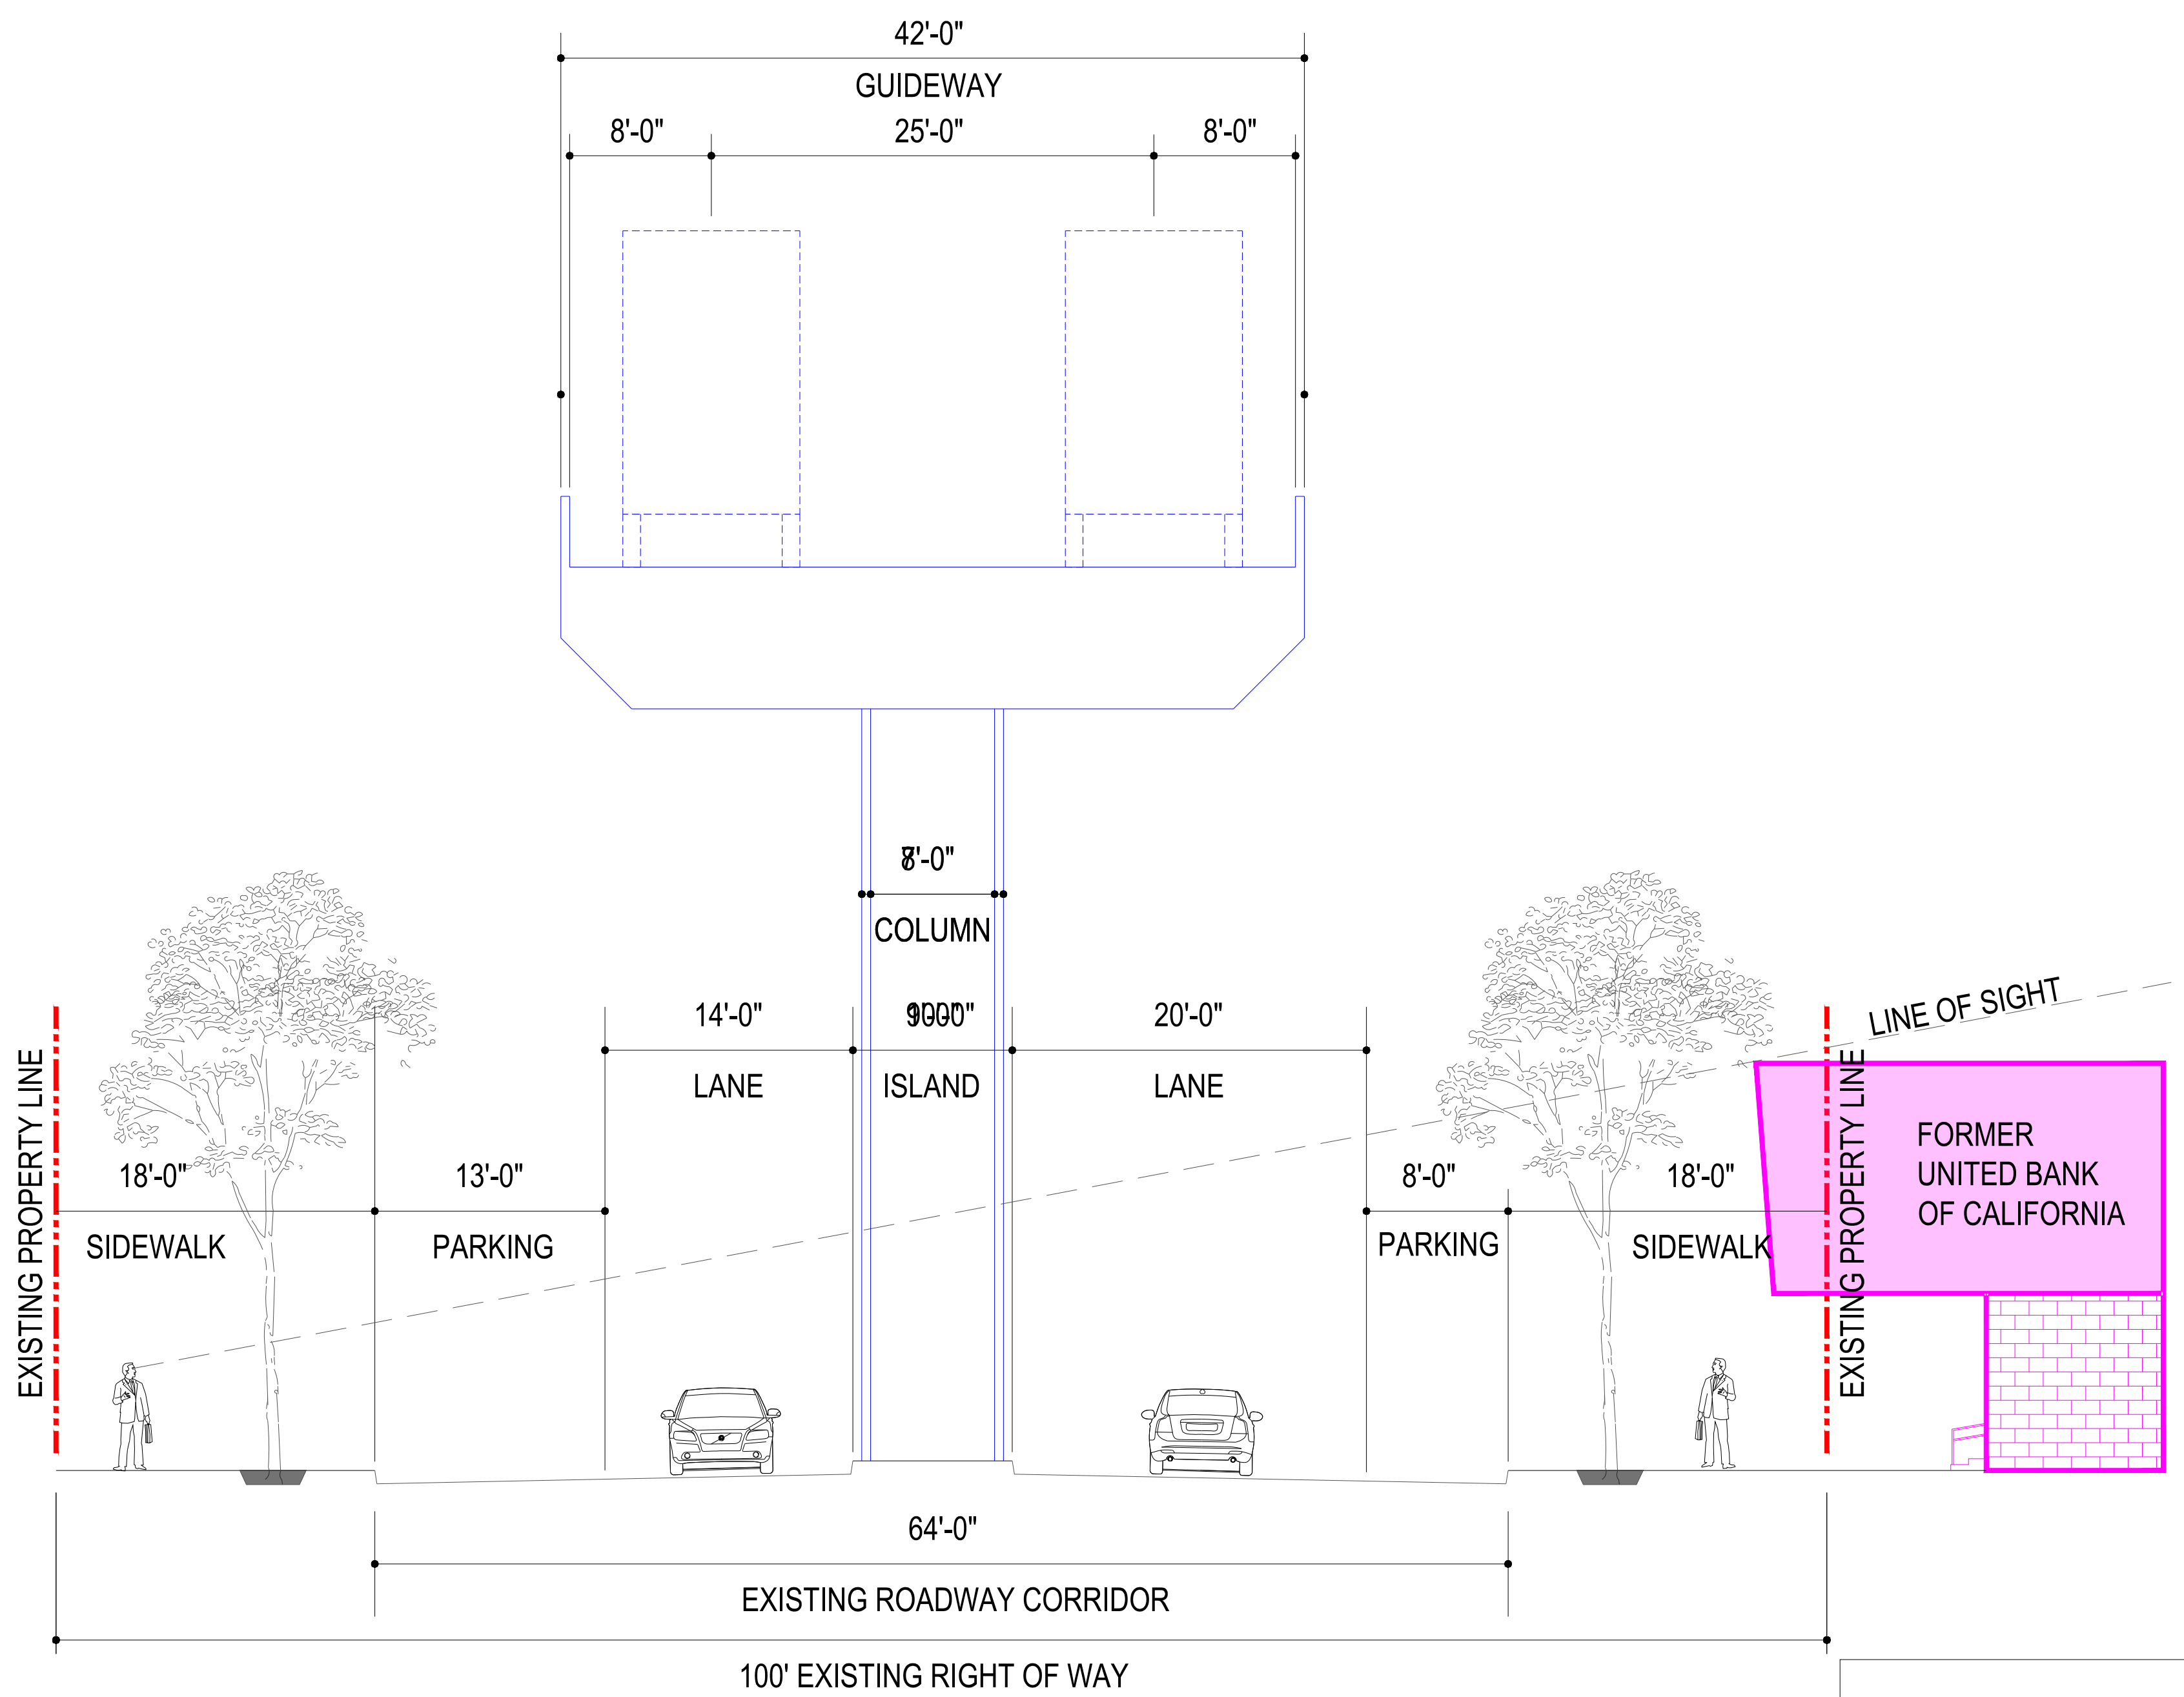 42'-0"
GUIDEWAY
8'-0" 25'-0" 8'-0"
COLUMN
14'-0" 20'-0"
LANE ISLAND LANE
LINE OF SIGHT
EXISTING PROPERTY LINE
18'-0" 13'-0" 8'-0" 18'-0"
SIDEWALK PARKING PARKING SIDEWALK
EXISTING PROPERTY LINE
FORMER
UNITED BANK
OF CALIFORNIA
64'-0"
EXISTING ROADWAY CORRIDOR
100' EXISTING RIGHT OF WAY